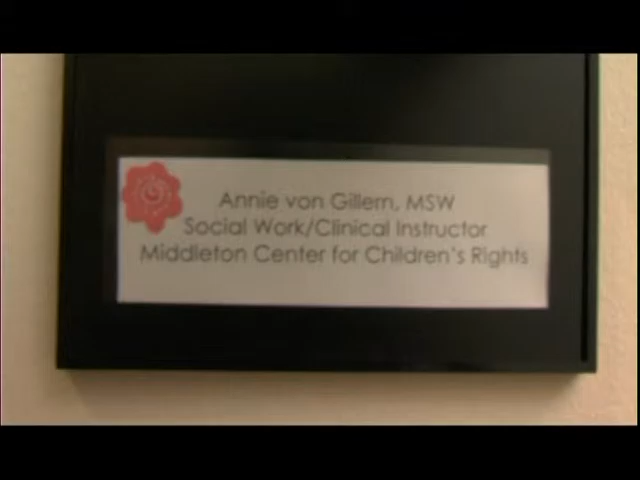 Annie von Gillern, MSW
Social Work/Clinical Instructor
Middleton Center for Children's Rights